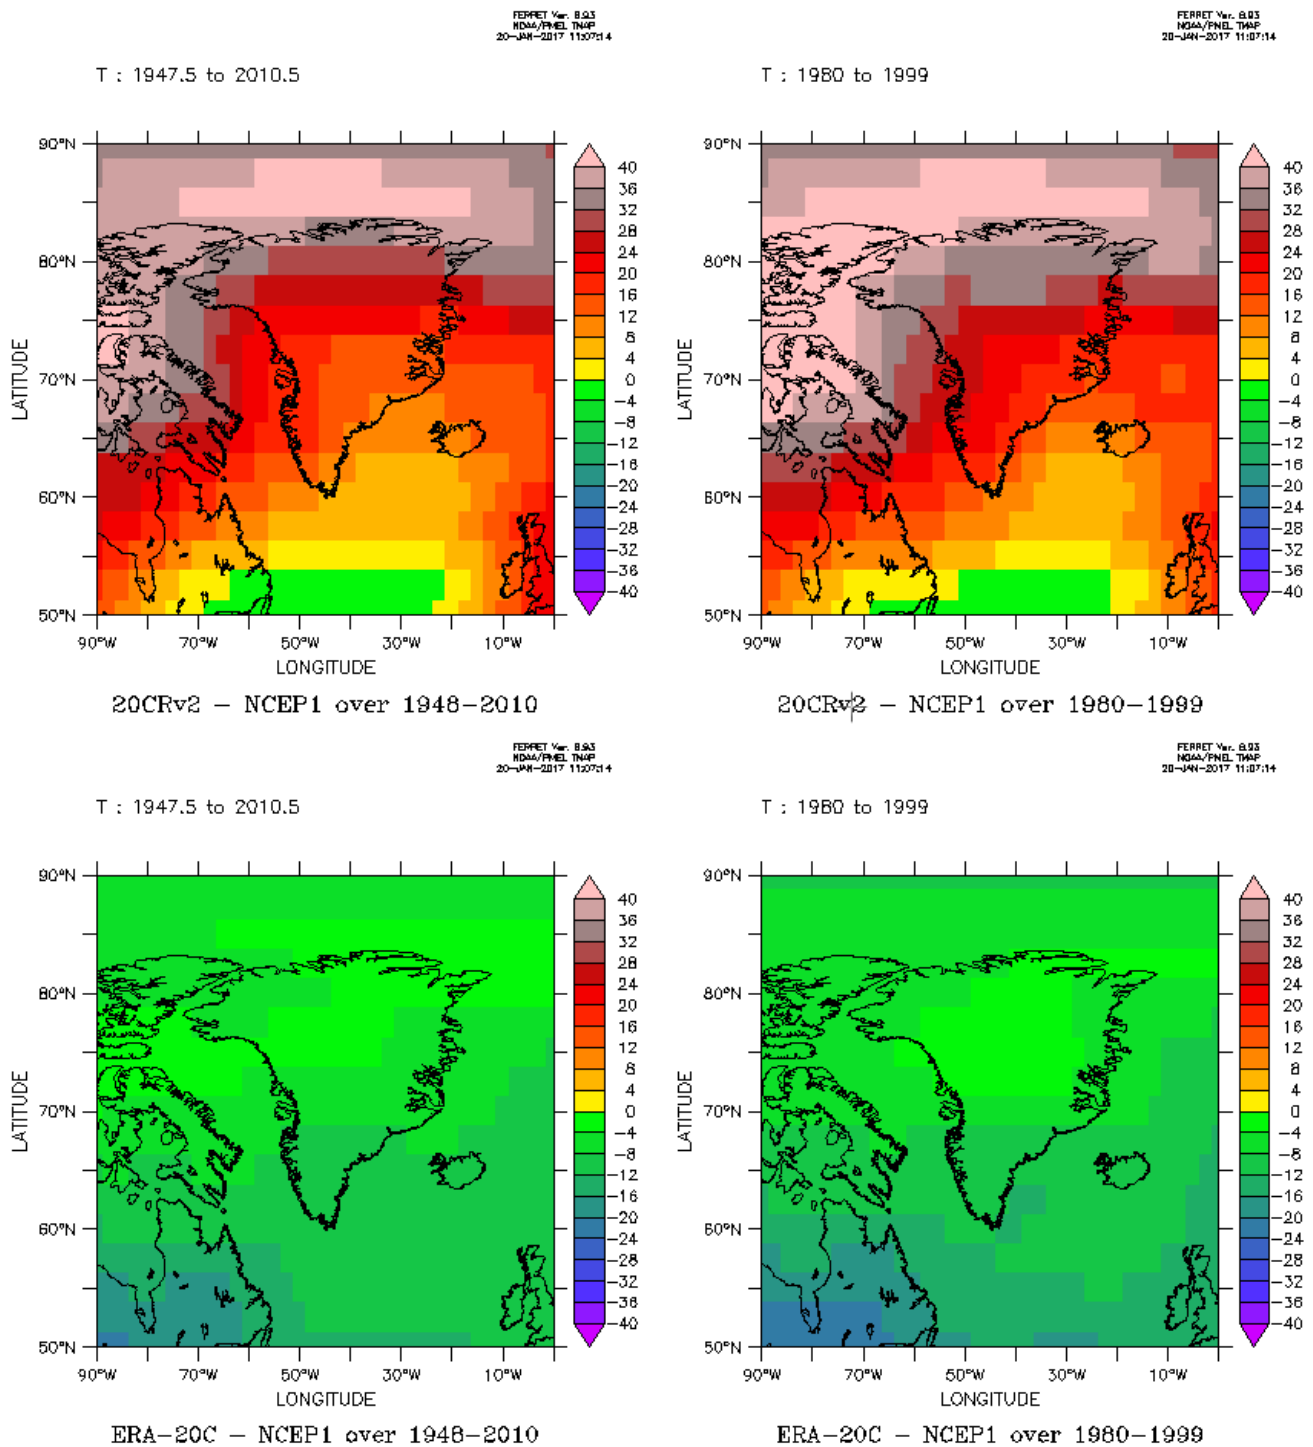 FERRET Ver. 6.93
NOAA/PMEL TMAP
20-JAN-2017 11:07:14
T : 1947.5 to 2010.5
90°N
80°N
70°N
60°N
50°N
LATITUDE
90°W 70°W 50°W 30°W 10°W
LONGITUDE
40
36
32
28
24
20
16
12
8
4
0
-4
-8
-12
-16
-20
-24
-28
-32
-36
-40
20CRv2 - NCEP1 over 1948-2010
FERRET Ver. 6.93
NOAA/PMEL TMAP
20-JAN-2017 11:07:14
T : 1980 to 1999
90°N
80°N
70°N
60°N
50°N
LATITUDE
90°W 70°W 50°W 30°W 10°W
LONGITUDE
40
36
32
28
24
20
16
12
8
4
0
-4
-8
-12
-16
-20
-24
-28
-32
-36
-40
20CRv2 - NCEP1 over 1980-1999
FERRET Ver. 6.93
NOAA/PMEL TMAP
20-JAN-2017 11:07:14
T : 1947.5 to 2010.5
90°N
80°N
70°N
60°N
50°N
LATITUDE
90°W 70°W 50°W 30°W 10°W
LONGITUDE
40
36
32
28
24
20
16
12
8
4
0
-4
-8
-12
-16
-20
-24
-28
-32
-36
-40
ERA-20C - NCEP1 over 1948-2010
FERRET Ver. 6.93
NOAA/PMEL TMAP
20-JAN-2017 11:07:14
T : 1980 to 1999
90°N
80°N
70°N
60°N
50°N
LATITUDE
90°W 70°W 50°W 30°W 10°W
LONGITUDE
40
36
32
28
24
20
16
12
8
4
0
-4
-8
-12
-16
-20
-24
-28
-32
-36
-40
ERA-20C - NCEP1 over 1980-1999